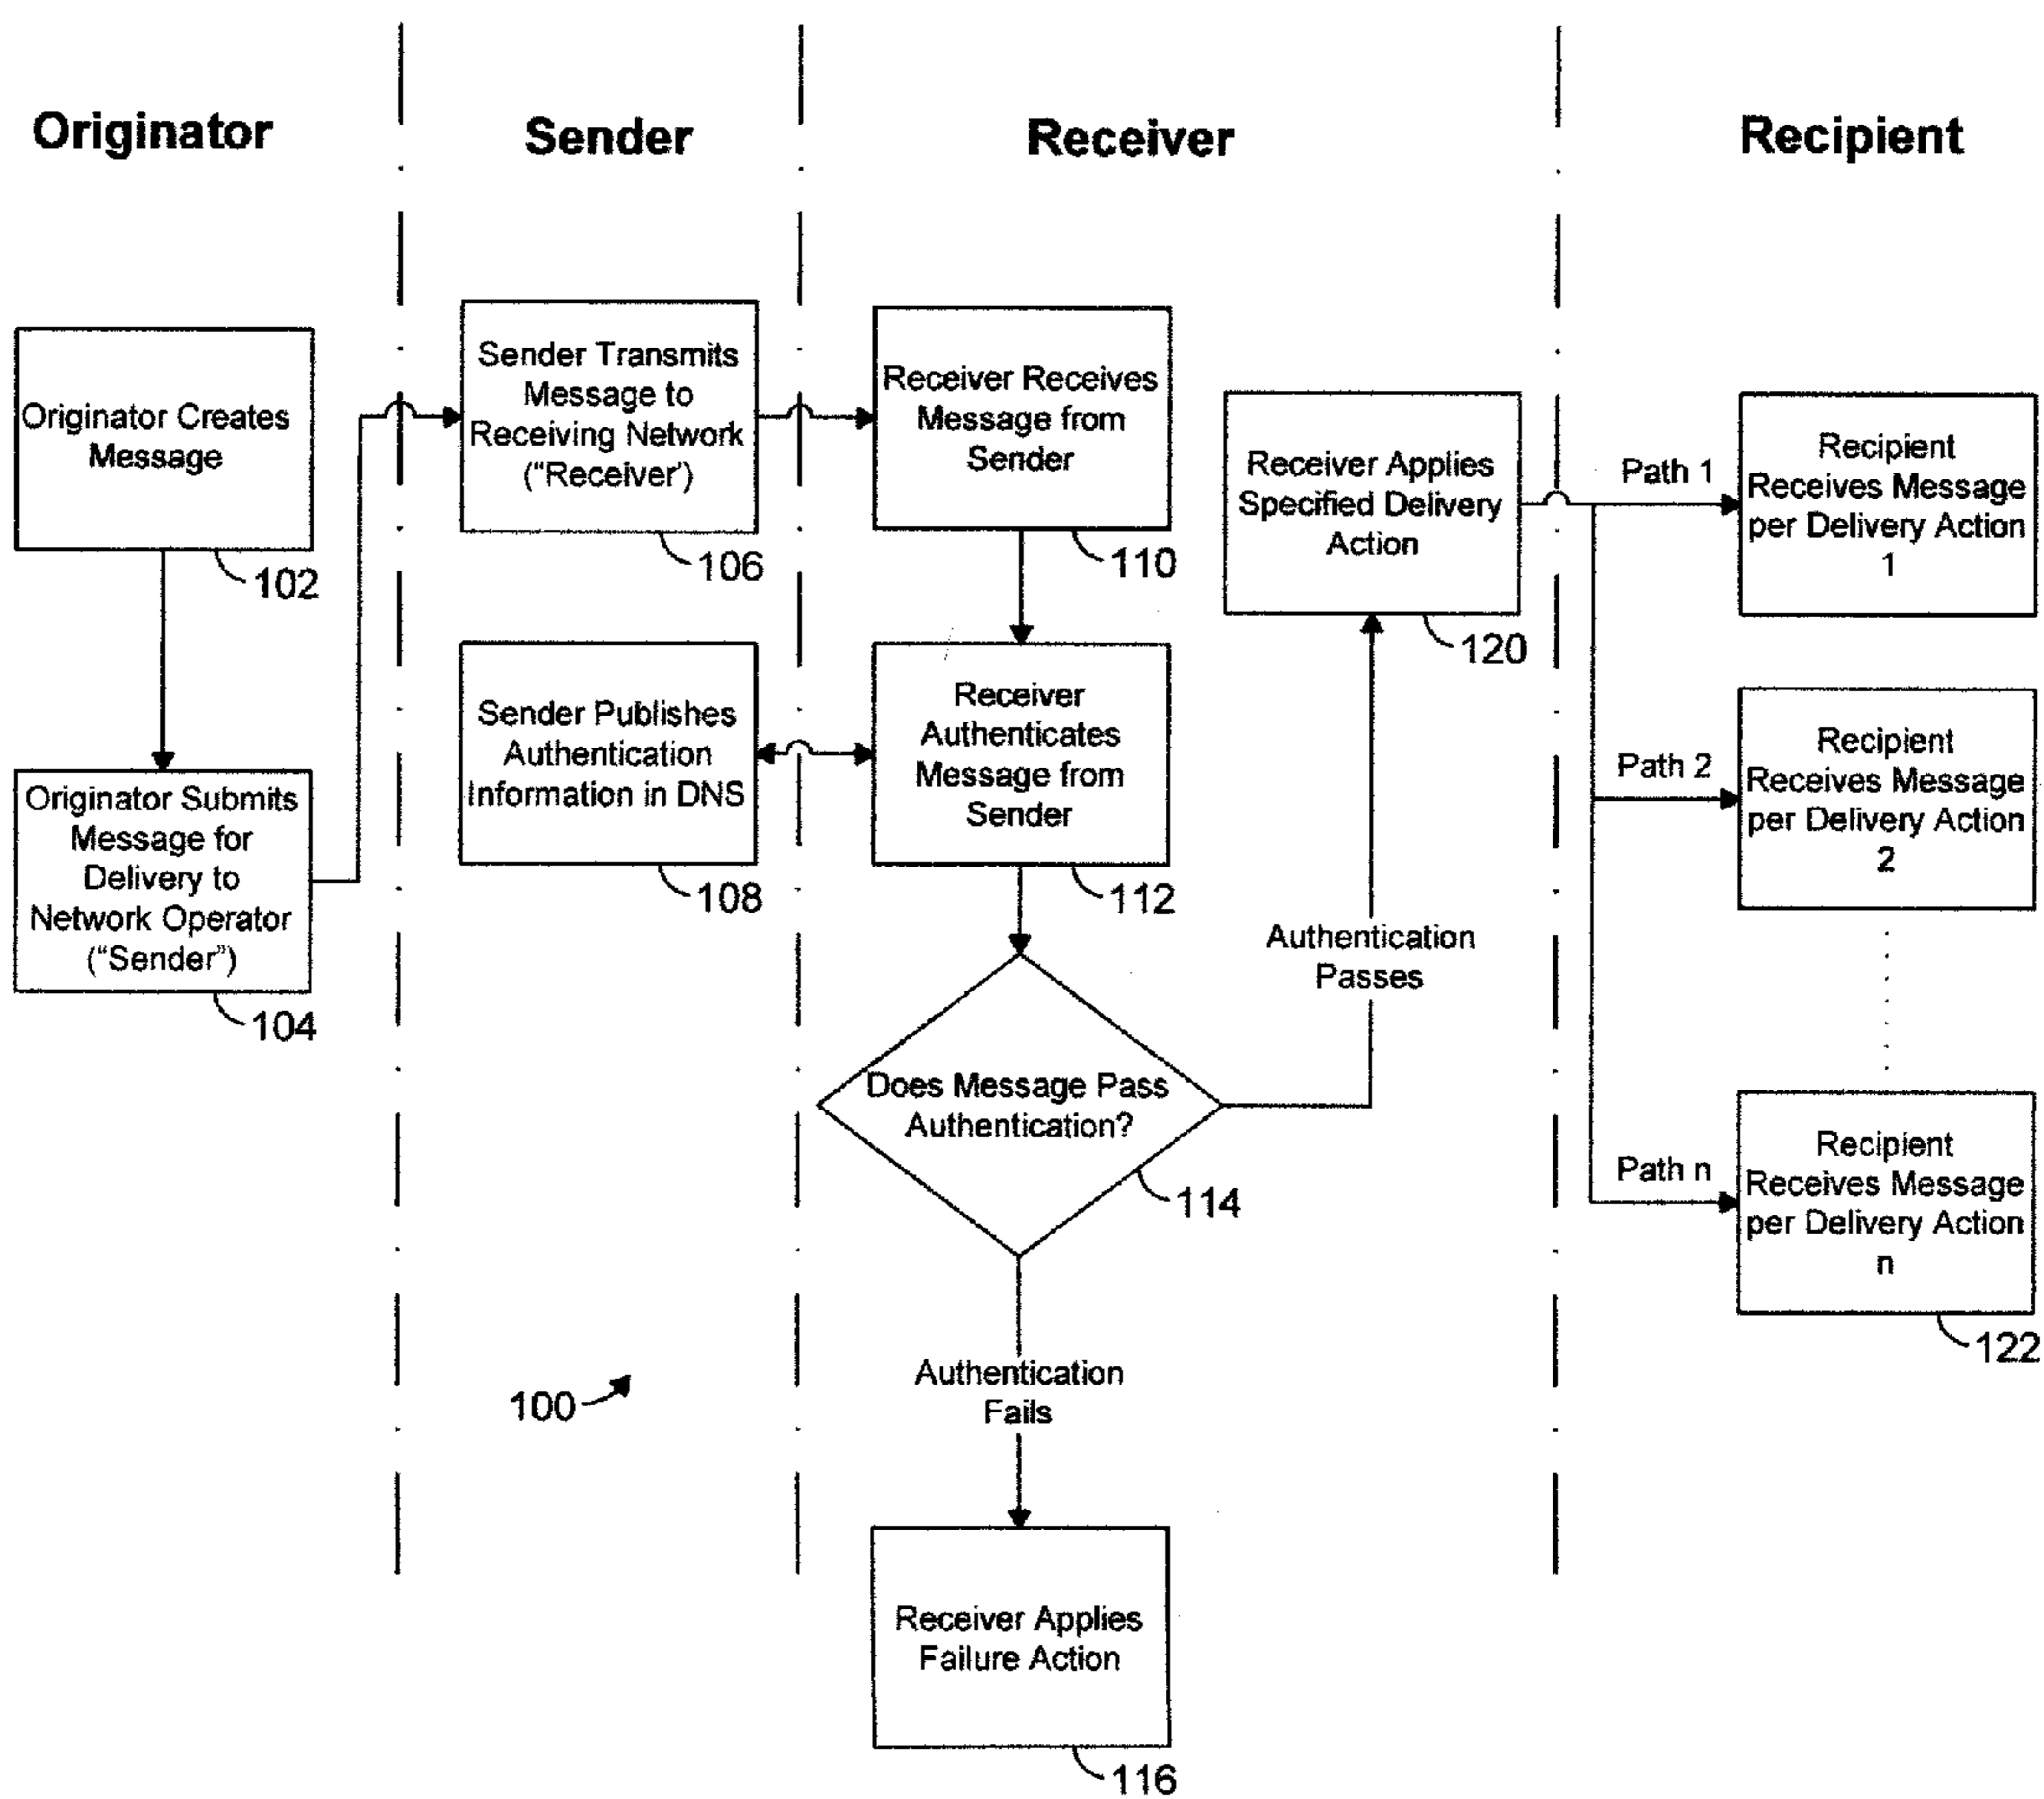 Originator
Sender
Receiver
Recipient
Originator Creates
Message
102
Originator Submits
Message for
Delivery to
Network Operator
(“Sender”)
104
Sender Transmits
Message to
Receiving Network
(“Receiver’)
106
Sender Publishes
Authentication
Information in DNS
108
Receiver Receives
Message from
Sender
110
Receiver
Authenticates
Message from
Sender
112
Does Message Pass
Authentication?
114
Authentication
Fails
Receiver Applies
Failure Action
116
Authentication
Passes
Receiver Applies
Specified Delivery
Action
120
Path 1
Recipient
Receives Message
per Delivery Action
1
Path 2
Recipient
Receives Message
per Delivery Action
2
Path n
Recipient
Receives Message
per Delivery Action
n
122
100